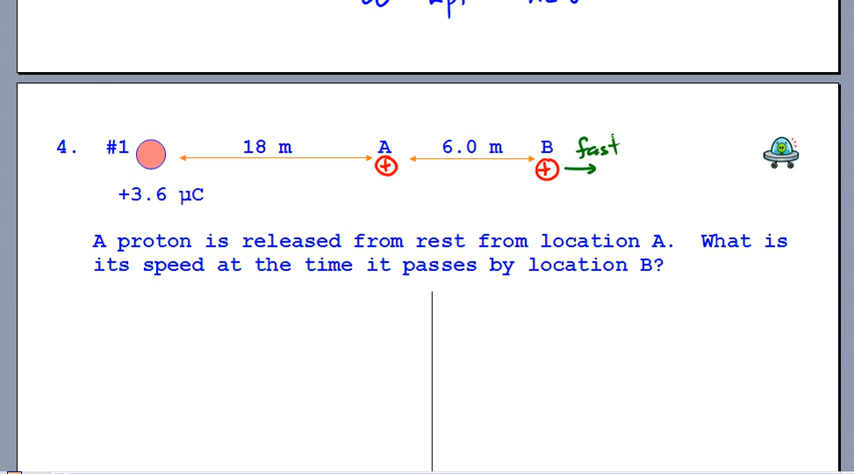 4. #1 18 m A 6.0 m B fast
+ +
+3.6 µC
A proton is released from rest from location A. What is
its speed at the time it passes by location B?